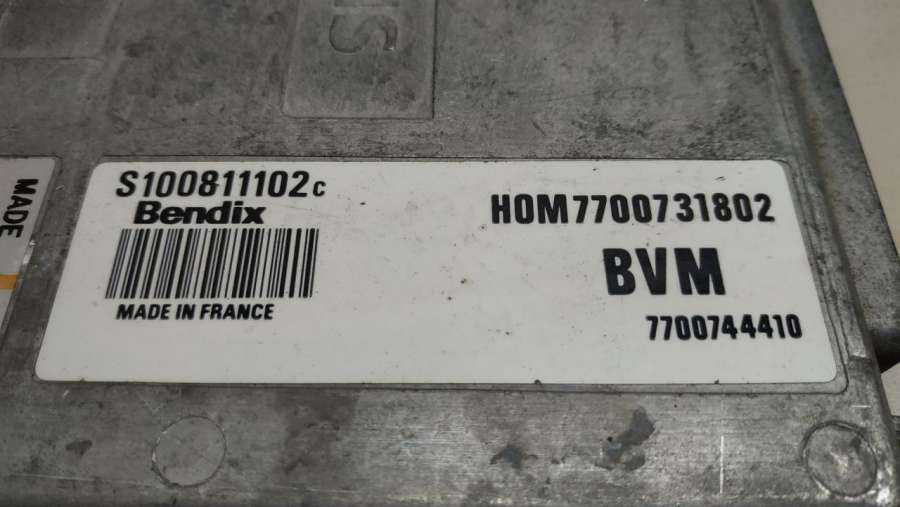 S100811102c
Bendix
MADE IN FRANCE
HOM7700731802
BVM
7700744410
MADE